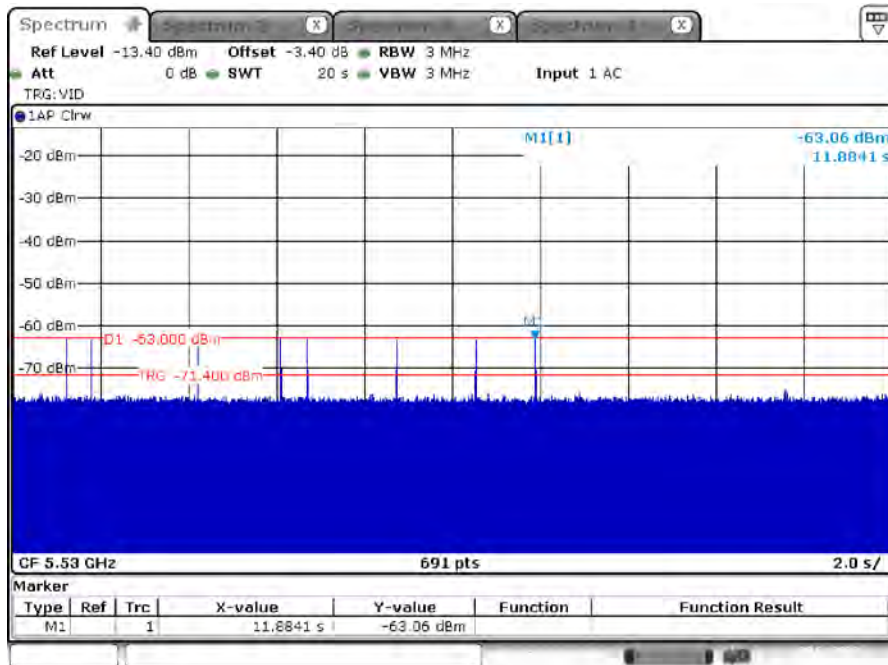 Spectrum
Ref Level -13.40 dBm Offset -3.40 dB RBW 3 MHz
Att 0 dB SWT 20 s VBW 3 MHz Input 1 AC
TRG:VID
1AP Clrw
M1[1] -63.06 dBm
11.8841 s
-20 dBm
-30 dBm
-40 dBm
-50 dBm
-60 dBm
M1
D1 -63.000 dBm
-70 dBm
TRG -71.400 dBm
CF 5.53 GHz 691 pts 2.0 s/
Marker
Type Ref Trc X-value Y-value Function Function Result
M1 1 11.8841 s -63.06 dBm